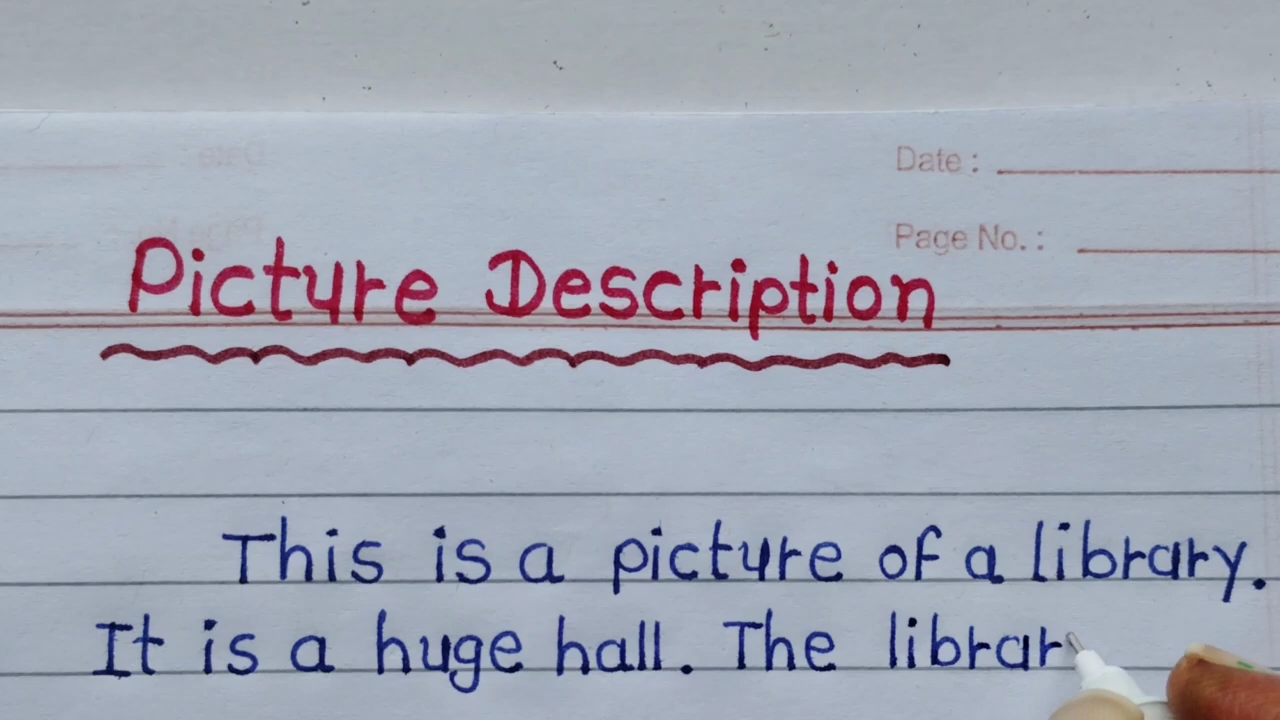 Date :
Page No. :
Picture Description
This is a picture of a library.
It is a huge hall. The librar